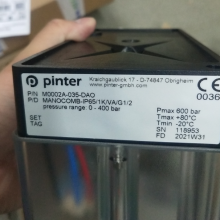 pinter
Kraichgaublick 17 - D-74847 Obrigheim
www.pinter-gmbh.com
CE
0036
P/N M0002A-035-DAO
P/D MANOCOMB-IP65/1K/VA/G1/2
pressure range: 0 - 400 bar
Pmax 600 bar
Tmax +80°C
Tmin -20°C
SET
TAG
SN 118953
FD 2021W31